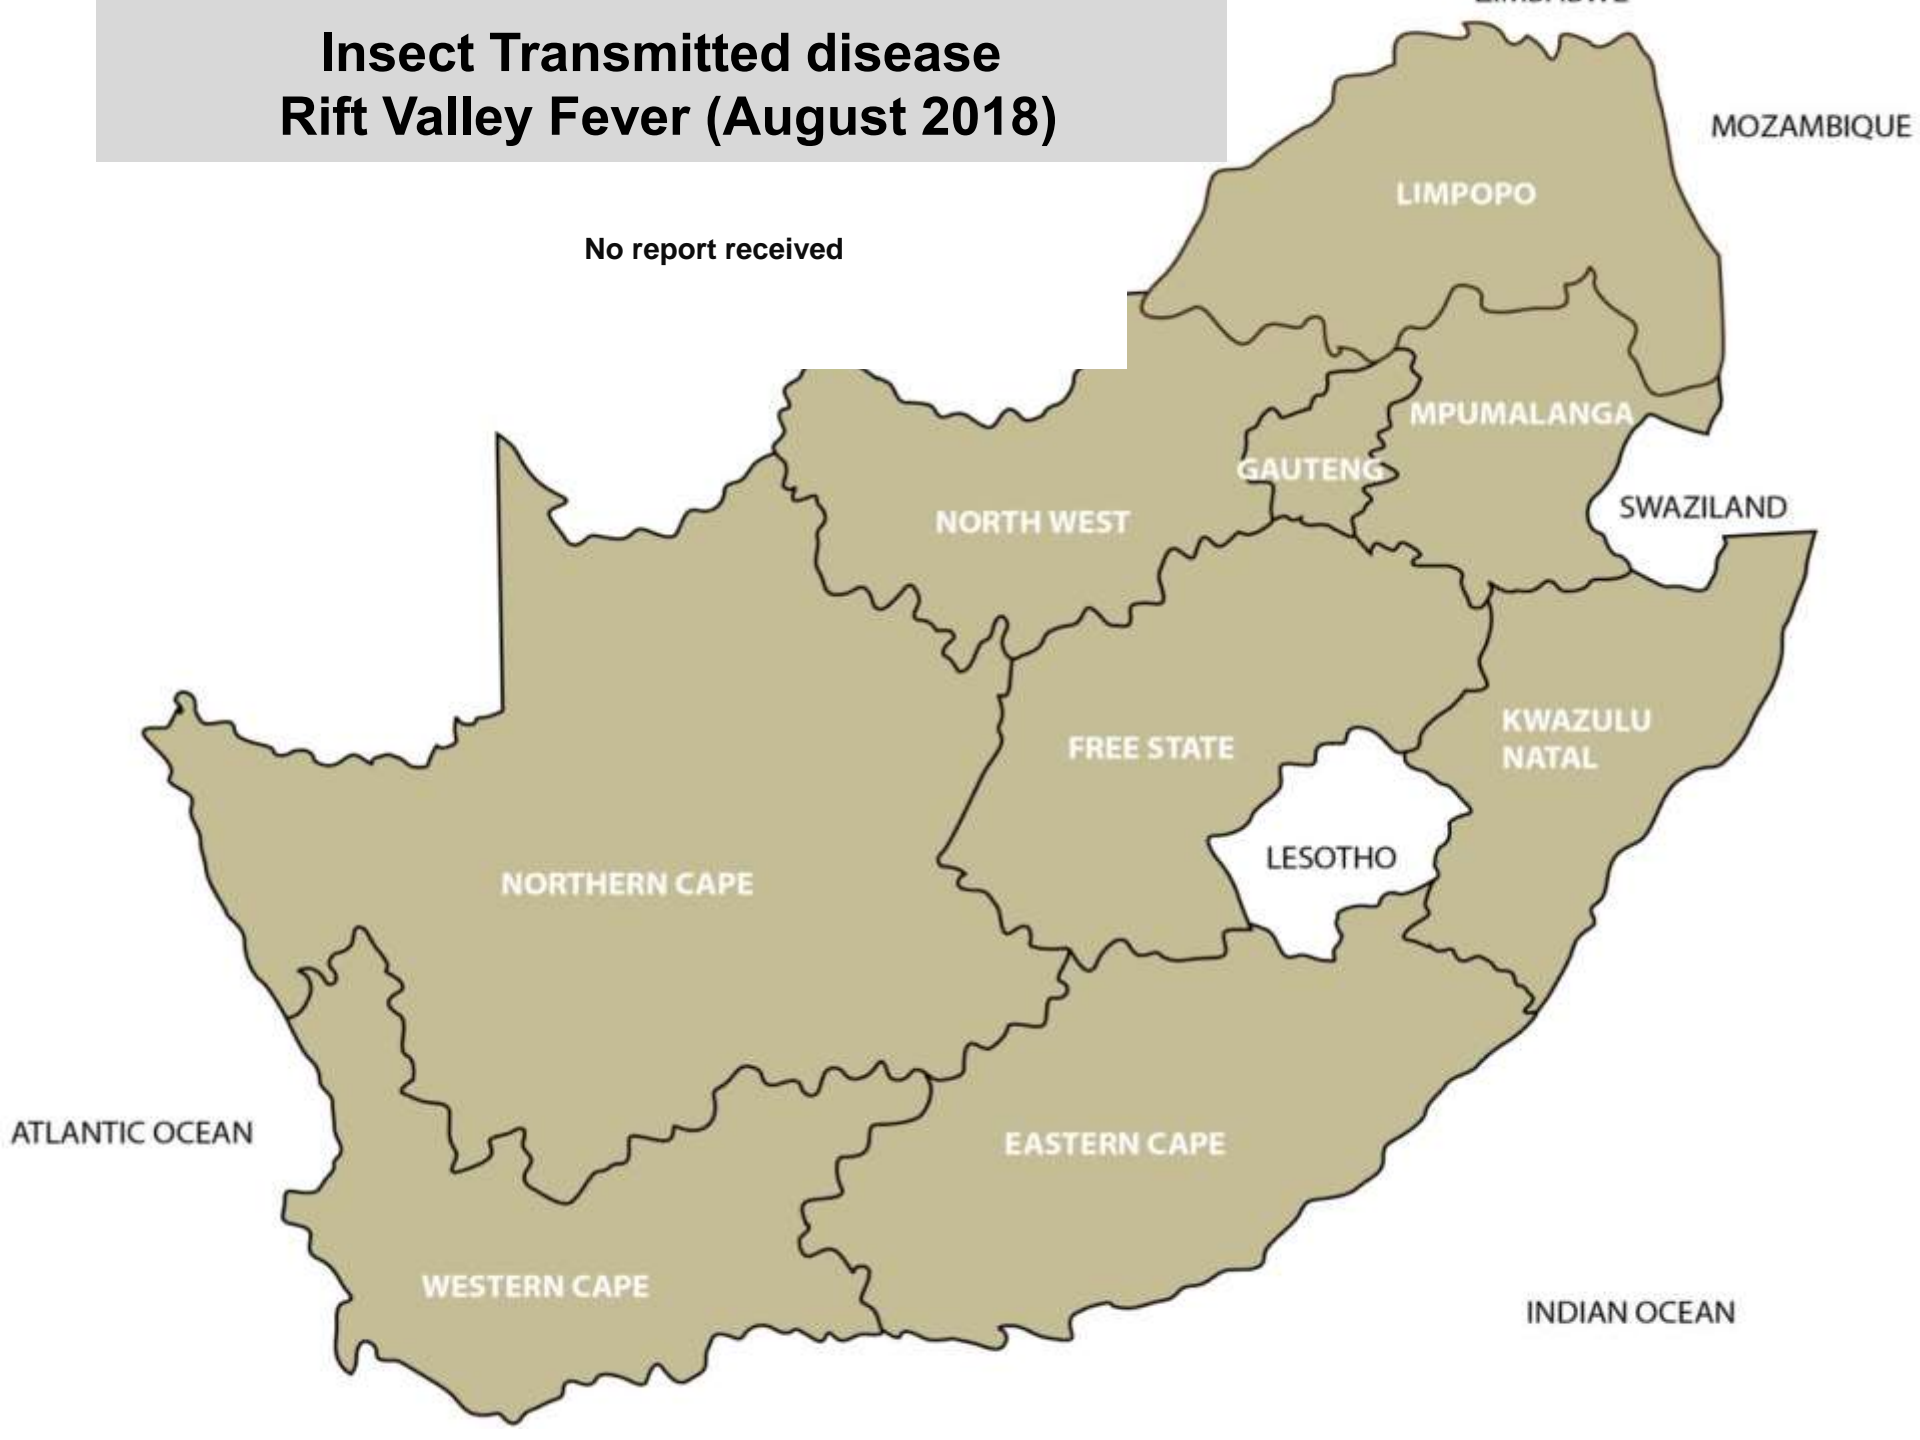 Insect Transmitted disease
Rift Valley Fever (August 2018)
No report received
MOZAMBIQUE
LIMPOPO
MPUMALANGA
GAUTENG
SWAZILAND
NORTH WEST
KWAZULU
NATAL
FREE STATE
LESOTHO
NORTHERN CAPE
ATLANTIC OCEAN
EASTERN CAPE
WESTERN CAPE
INDIAN OCEAN